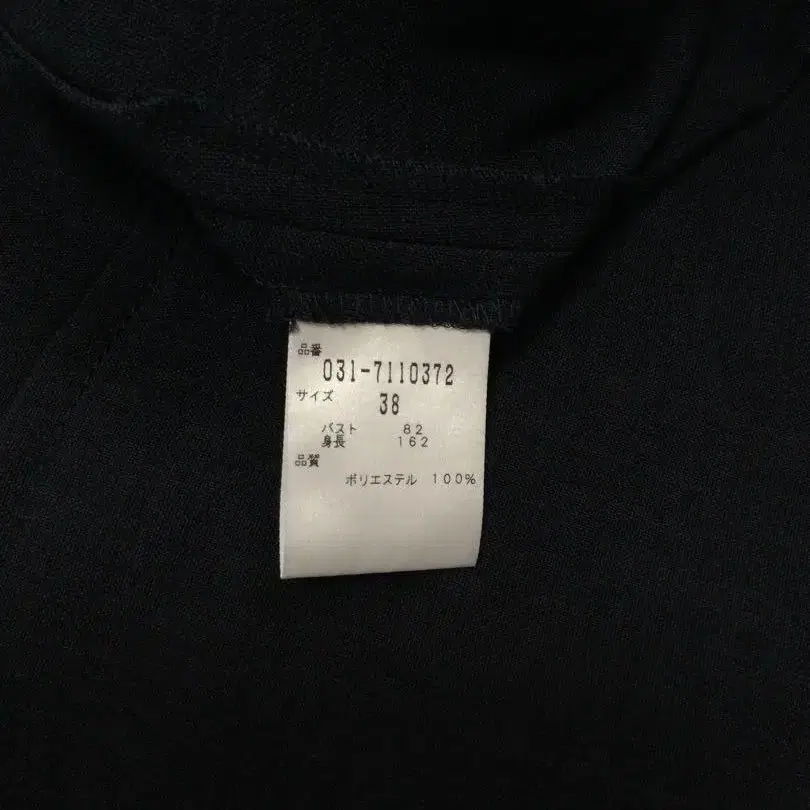 品番
031-7110372
サイズ
38
バスト 82
身長 162
品質
ポリエステル 100%